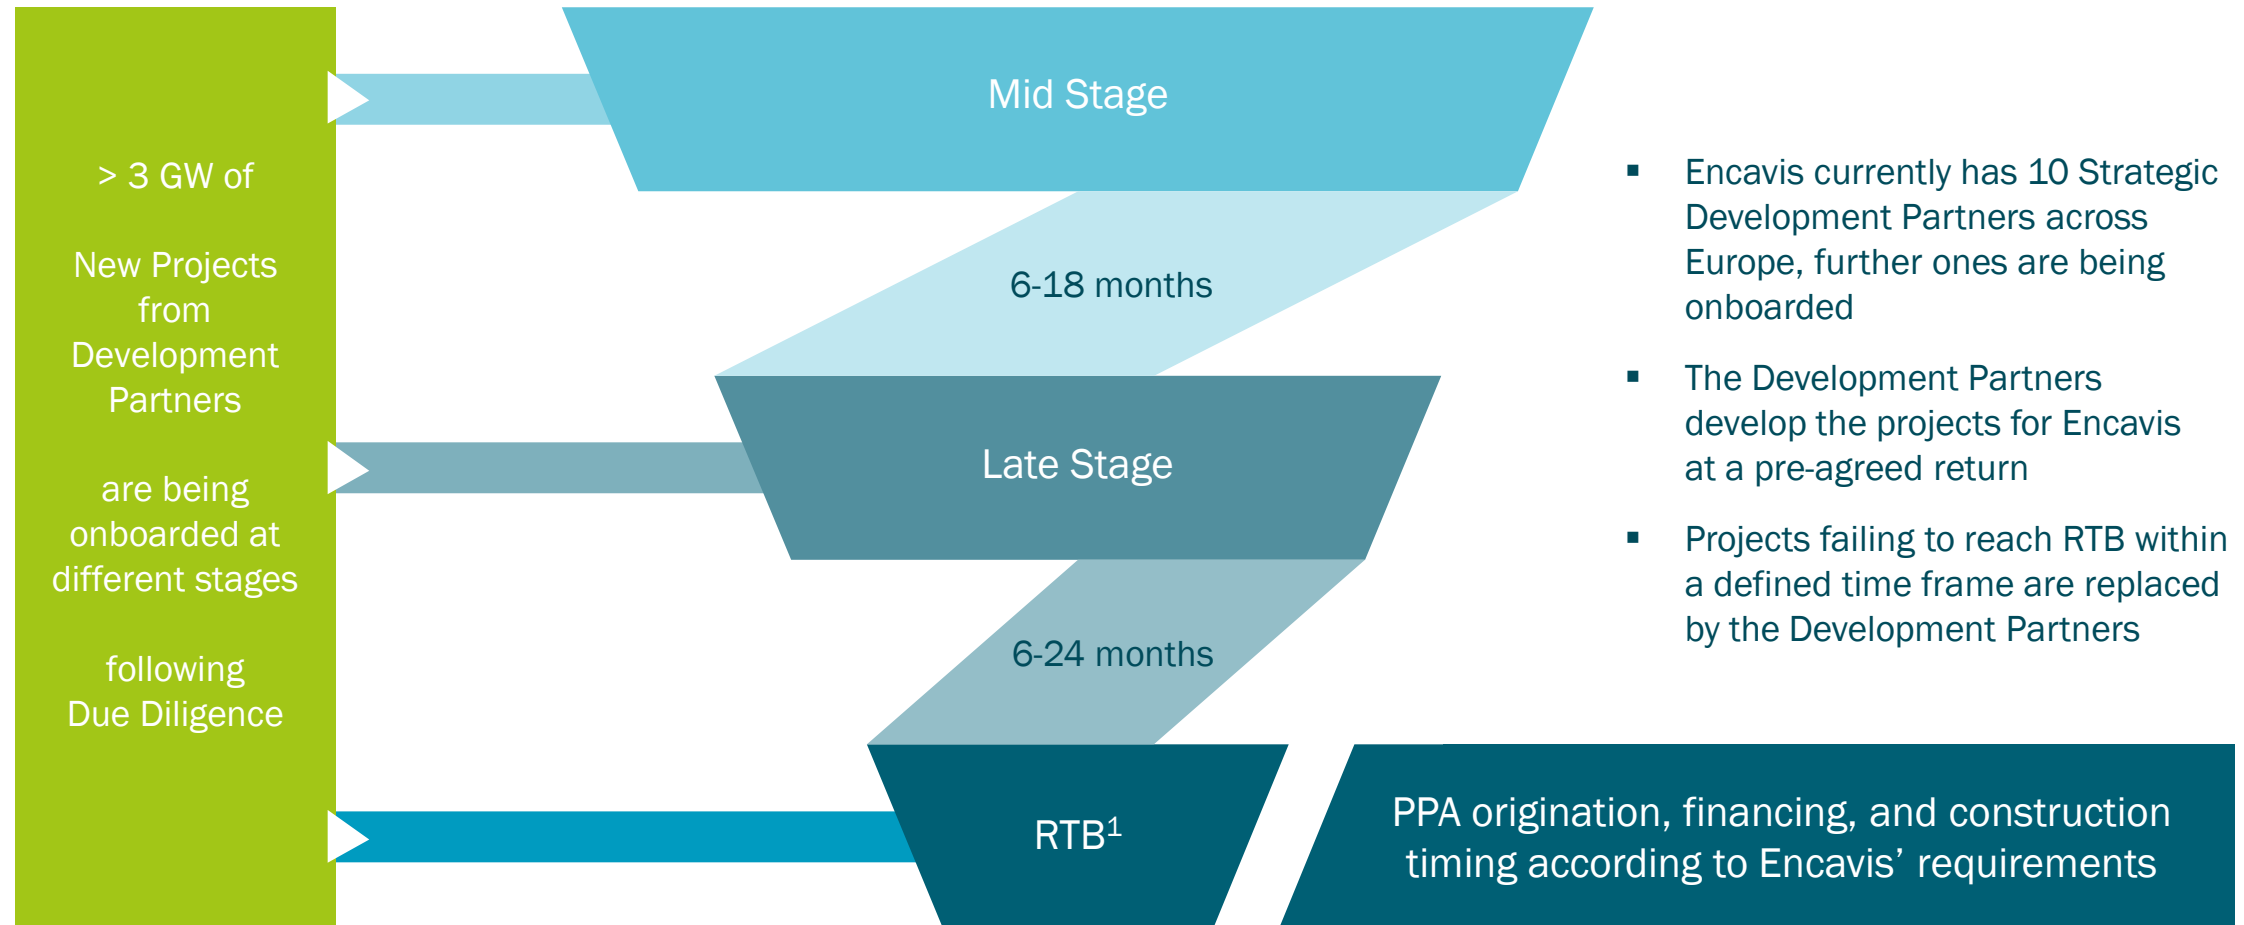 > 3 GW of
New Projects
from
Development
Partners
are being
onboarded at
different stages
following
Due Diligence
Mid Stage
6-18 months
Late Stage
6-24 months
RTB¹
▪ Encavis currently has 10 Strategic
Development Partners across
Europe, further ones are being
onboarded
▪ The Development Partners
develop the projects for Encavis
at a pre-agreed return
▪ Projects failing to reach RTB within
a defined time frame are replaced
by the Development Partners
PPA origination, financing, and construction
timing according to Encavis’ requirements